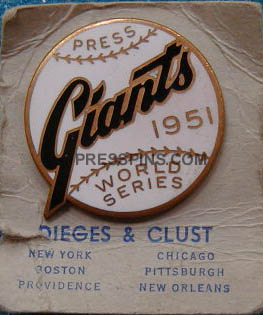 PRESS
Giants
1951
PRESSPINS.COM
WORLD
SERIES
DIEGES & CLUST
NEW YORK CHICAGO
BOSTON PITTSBURGH
PROVIDENCE NEW ORLEANS